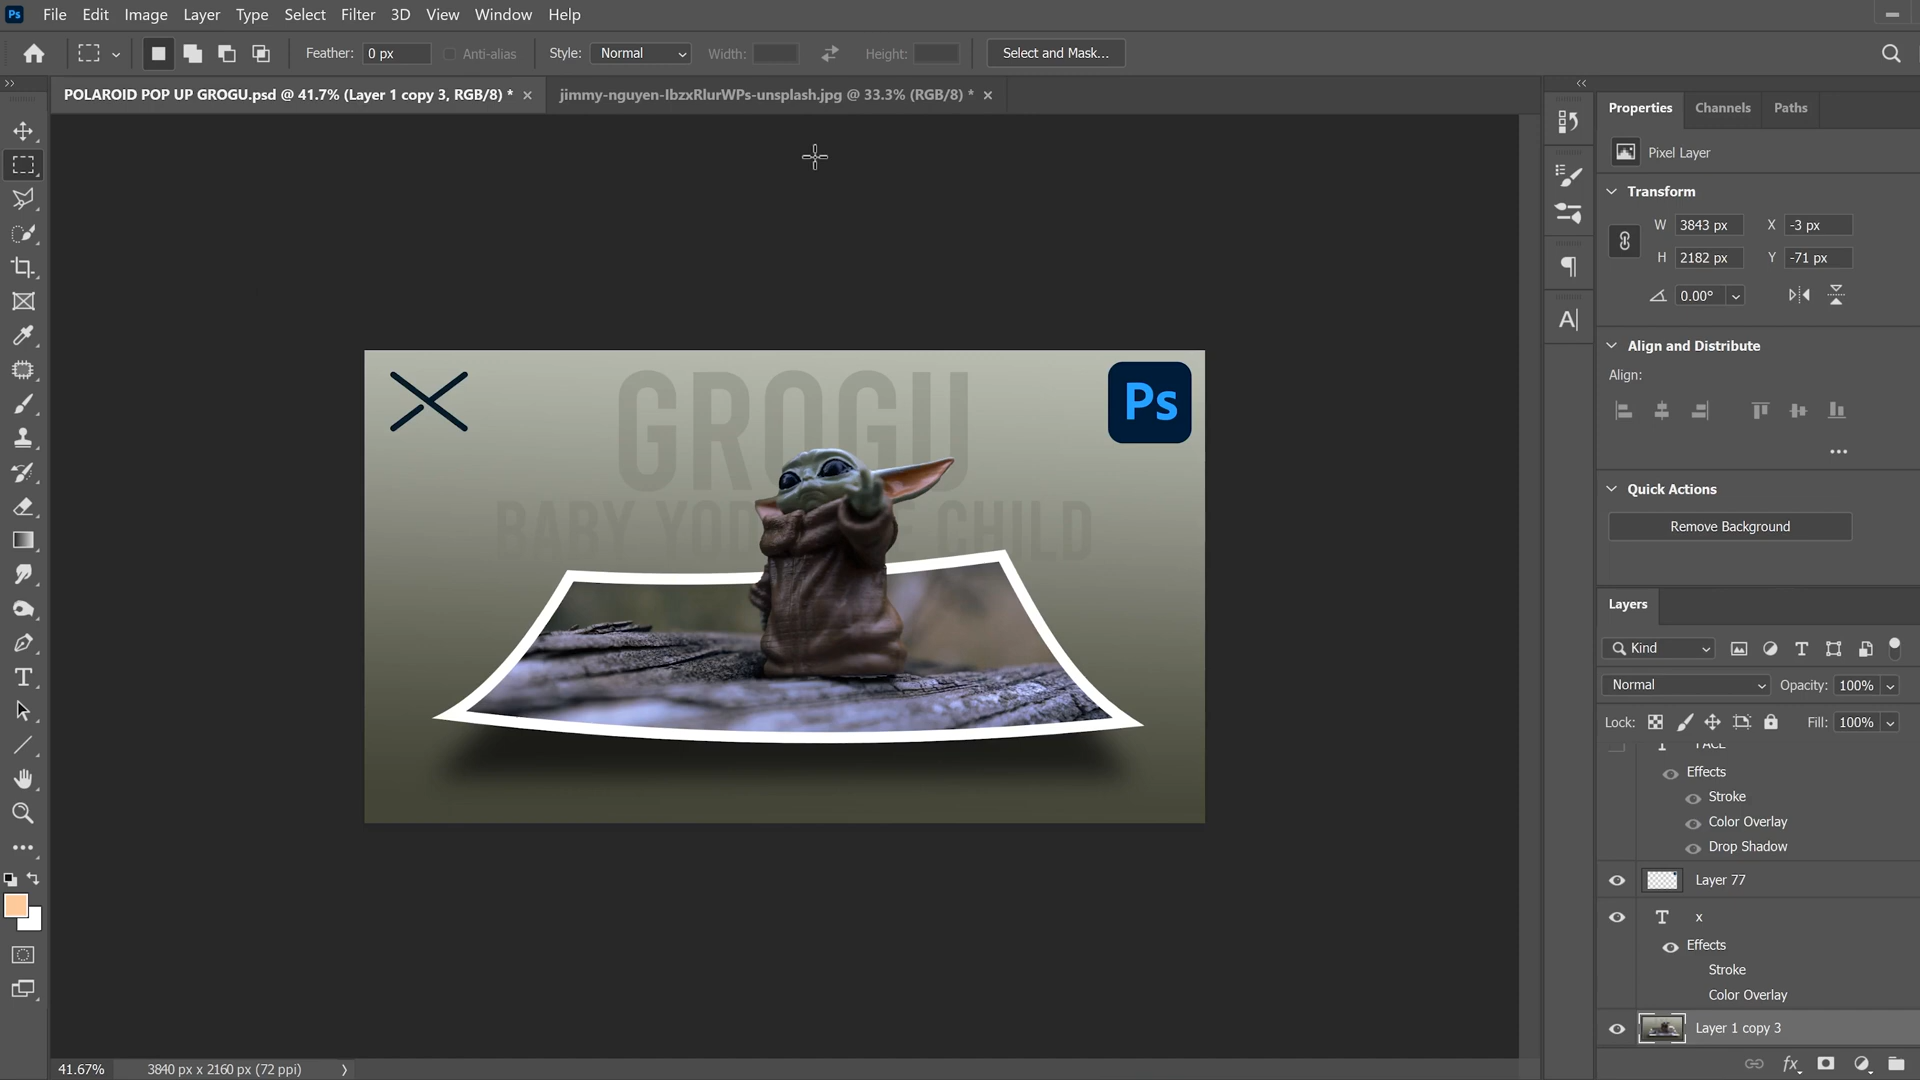 Ps File Edit Image Layer Type Select Filter 3D View Window Help
Feather: 0 px Anti-alias Style: Normal Width: Height: Select and Mask...
POLAROID POP UP GROGU.psd @ 41.7% (Layer 1 copy 3, RGB/8) * × jimmy-nguyen-IbzxRlurWPs-unsplash.jpg @ 33.3% (RGB/8) * ×
Properties Channels Paths
Pixel Layer
Transform
W 3843 px X -3 px
H 2182 px Y -71 px
0.00°
Align and Distribute
Align:
Quick Actions
Remove Background
GROGU
Ps
BABY YOD E CHILD
Layers
Kind
Normal Opacity: 100%
Lock: Fill: 100%
FACE
Effects
Stroke
Color Overlay
Drop Shadow
Layer 77
T x
Effects
Stroke
Color Overlay
Layer 1 copy 3
fx
41.67% 3840 px x 2160 px (72 ppi)